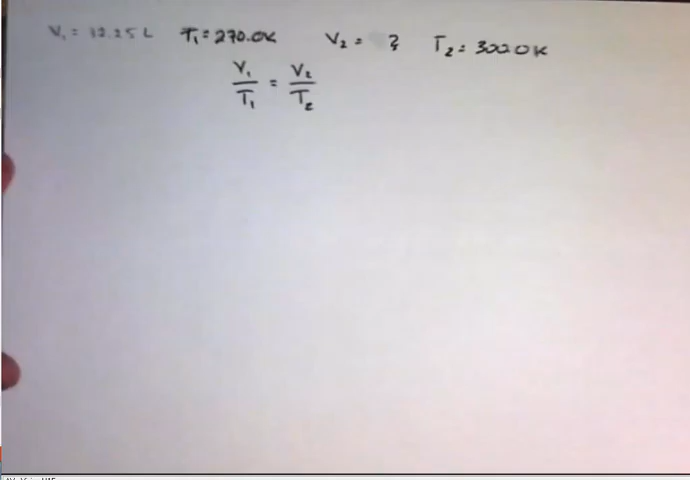 V₁ = 12.25 L T₁ = 270.0K V₂ = ? T₂ = 300.0K
V₁/T₁ = V₂/T₂